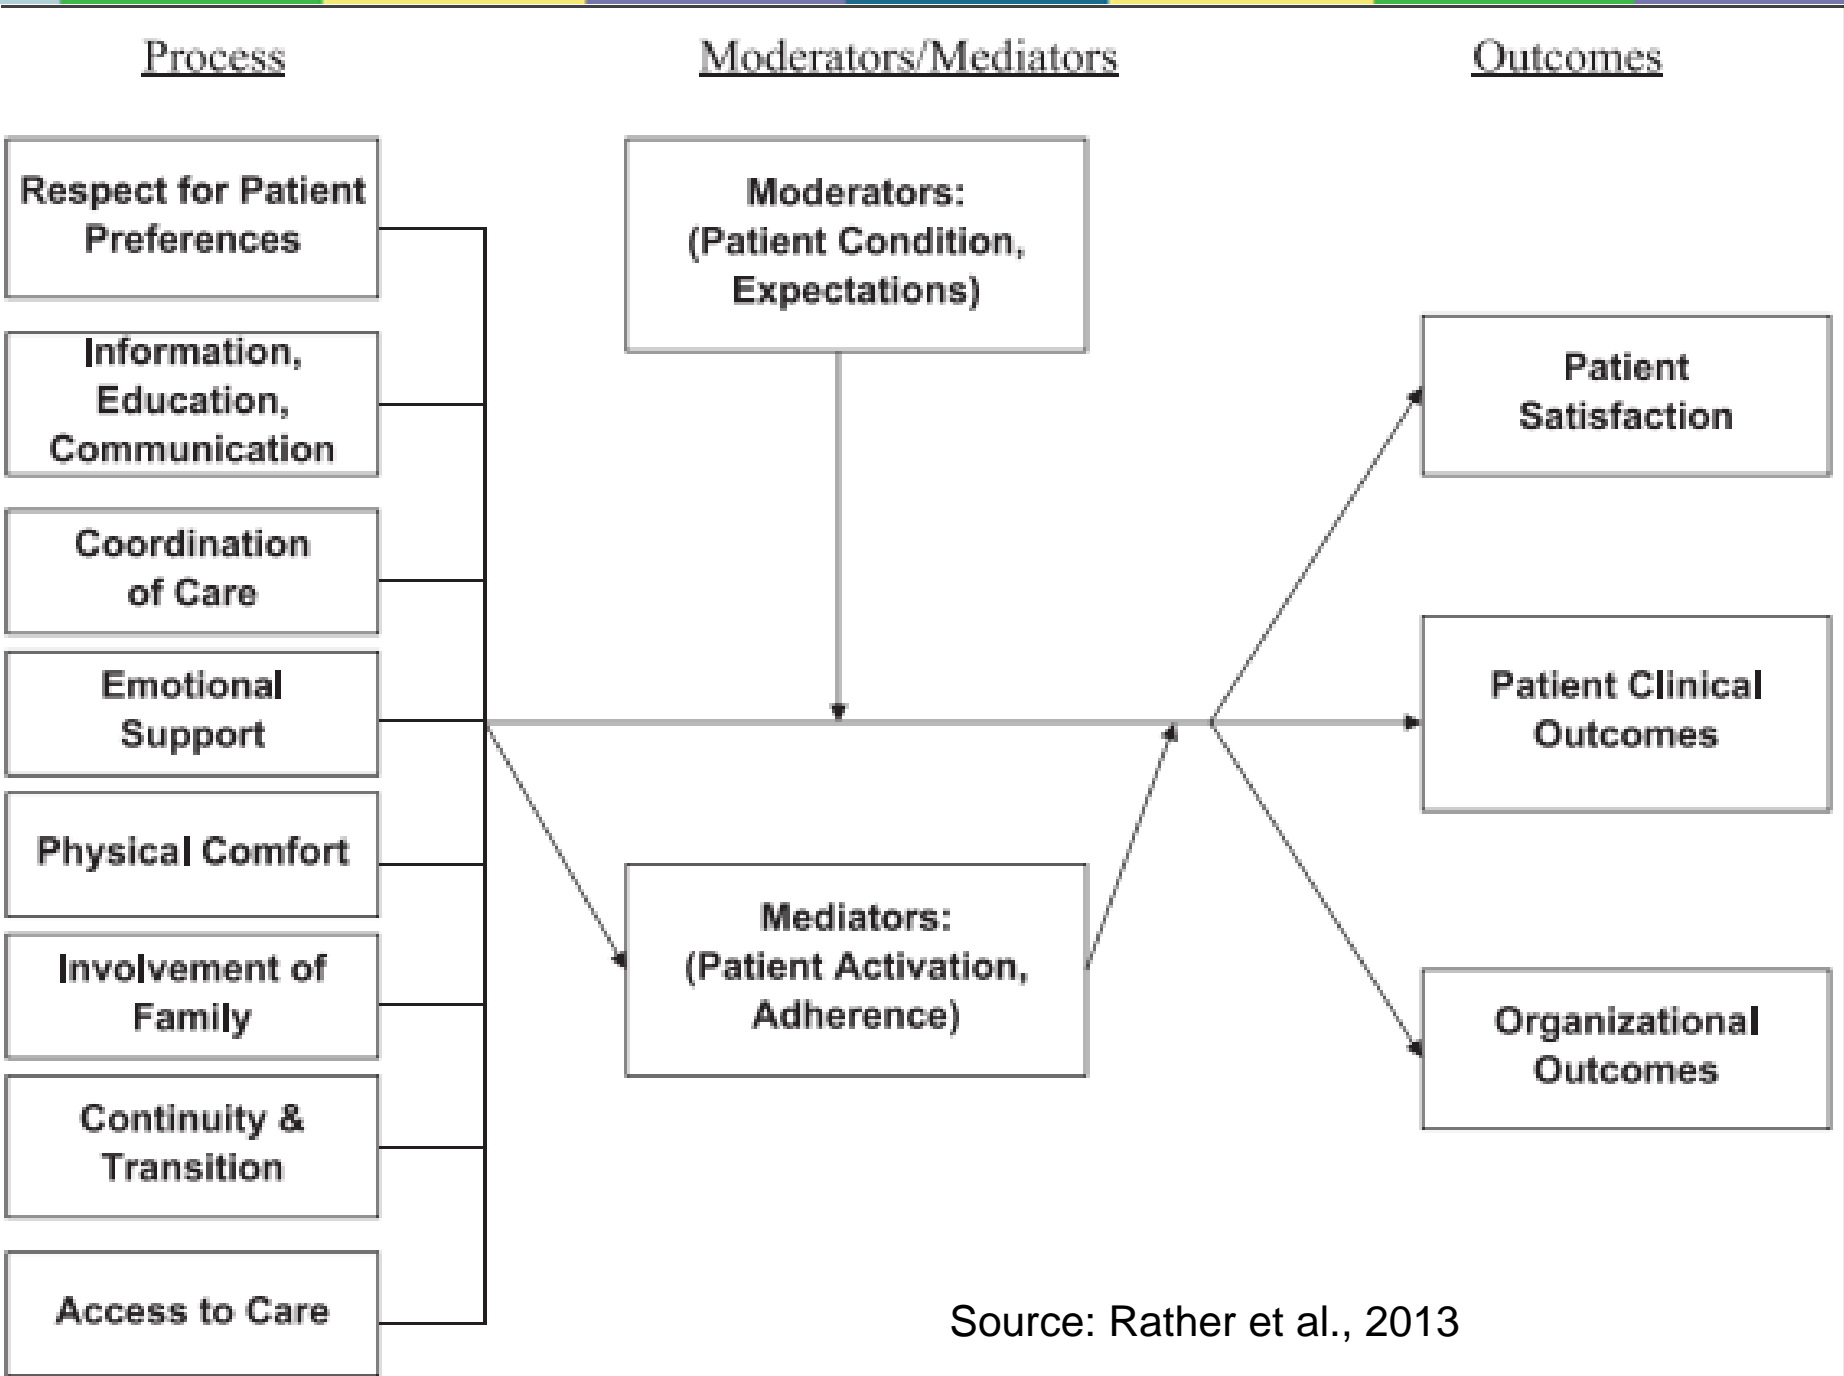 Process
Moderators/Mediators
Outcomes
Respect for Patient
Preferences
Information,
Education,
Communication
Coordination
of Care
Emotional
Support
Physical Comfort
Involvement of
Family
Continuity &
Transition
Access to Care
Moderators:
(Patient Condition,
Expectations)
Mediators:
(Patient Activation,
Adherence)
Patient
Satisfaction
Patient Clinical
Outcomes
Organizational
Outcomes
Source: Rather et al., 2013